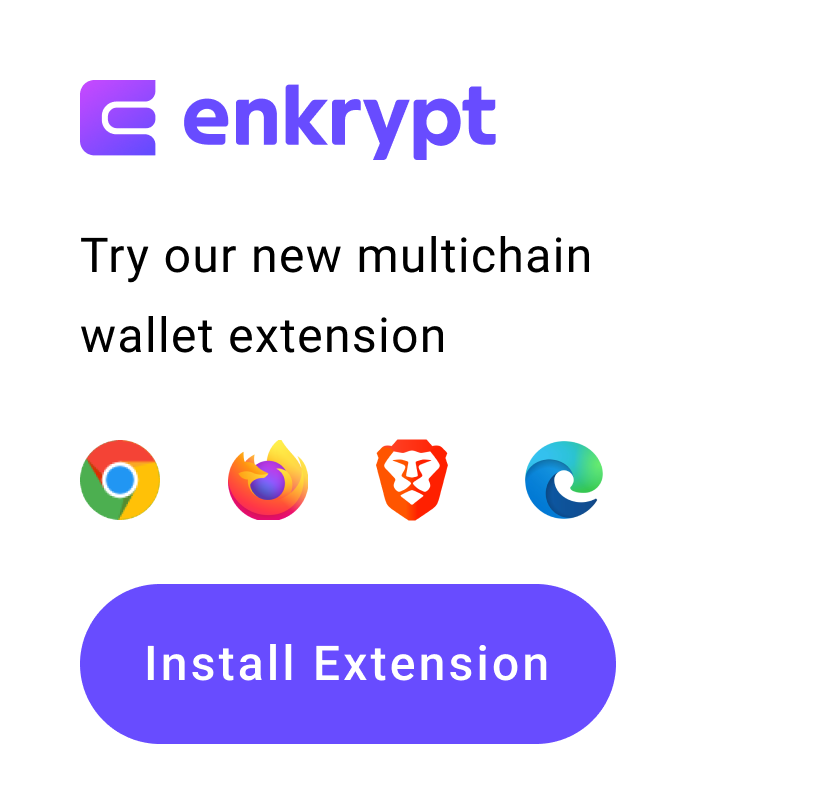 enkrypt
Try our new multichain
wallet extension
Install Extension